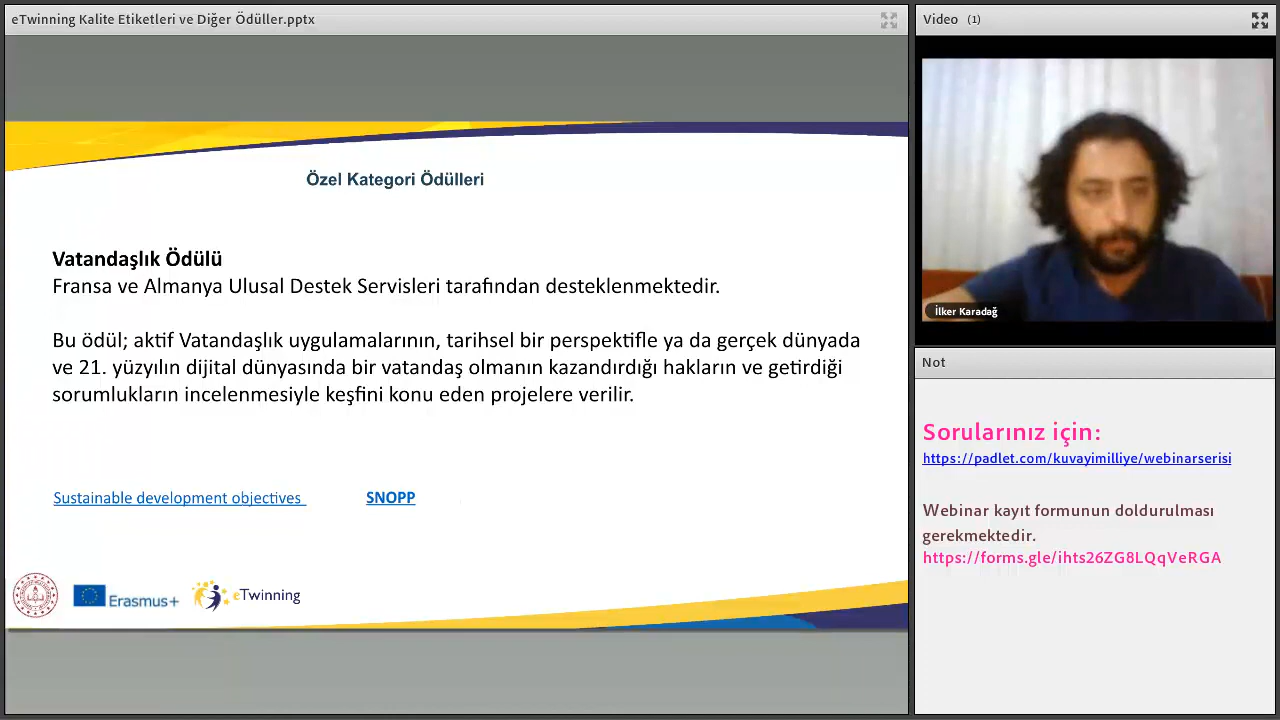 eTwinning Kalite Etiketleri ve Diğer Ödüller.pptx
Özel Kategori Ödülleri
Vatandaşlık Ödülü
Fransa ve Almanya Ulusal Destek Servisleri tarafından desteklenmektedir.
Bu ödül; aktif Vatandaşlık uygulamalarının, tarihsel bir perspektifle ya da gerçek dünyada
ve 21. yüzyılın dijital dünyasında bir vatandaş olmanın kazandırdığı hakların ve getirdiği
sorumlukların incelenmesiyle keşfini konu eden projelere verilir.
Sustainable development objectives SNOPP
Erasmus+ eTwinning
Video (1)
İlker Karadağ
Not
Sorularınız için:
https://padlet.com/kuvayimilliye/webinarserisi
Webinar kayıt formunun doldurulması
gerekmektedir.
https://forms.gle/ihts26ZG8LQqVeRGA